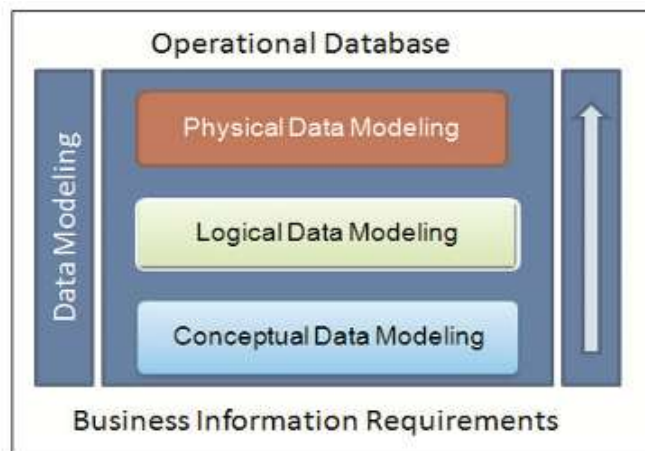 Operational Database
Data Modeling
Physical Data Modeling
Logical Data Modeling
Conceptual Data Modeling
Business Information Requirements